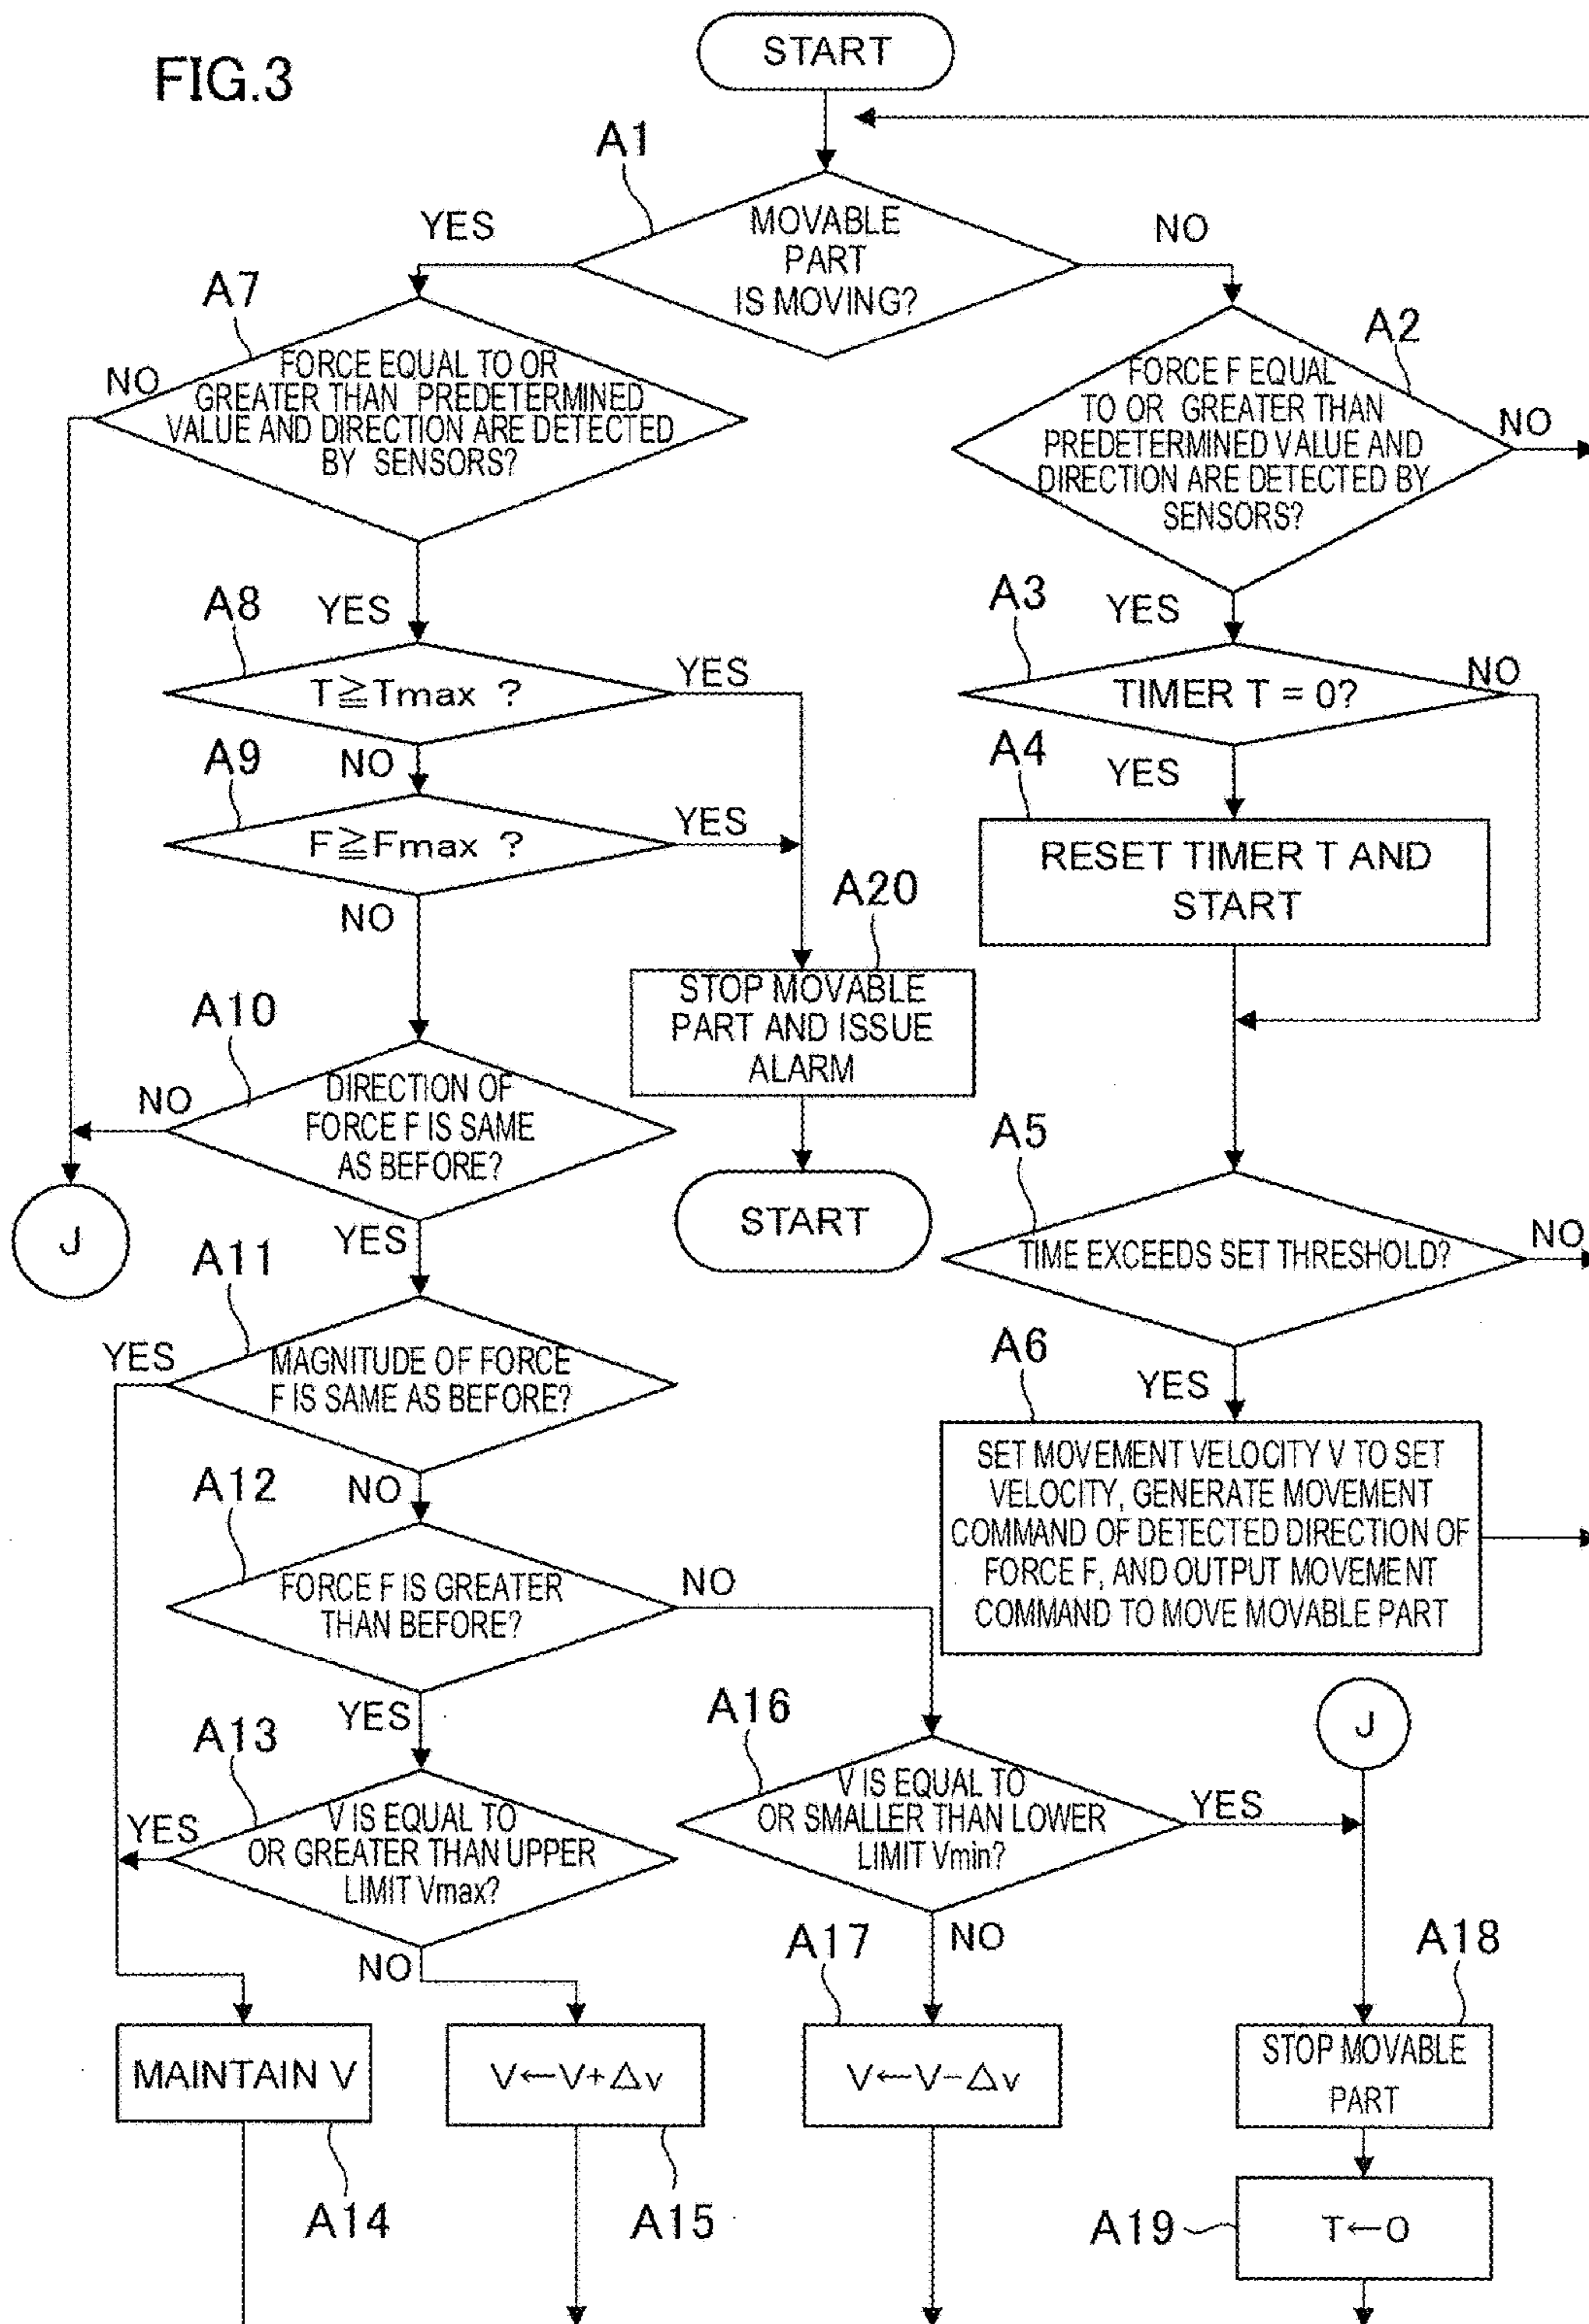 FIG.3
START
A1
MOVABLE
PART
IS MOVING?
YES
NO
A7
FORCE EQUAL TO OR
GREATER THAN PREDETERMINED
VALUE AND DIRECTION ARE DETECTED
BY SENSORS?
NO
YES
A2
FORCE F EQUAL
TO OR GREATER THAN
PREDETERMINED VALUE AND
DIRECTION ARE DETECTED BY
SENSORS?
NO
YES
A8
T≧Tmax ?
YES
NO
A3
TIMER T = 0?
NO
YES
A9
F≧Fmax ?
YES
NO
A4
RESET TIMER T AND
START
A20
STOP MOVABLE
PART AND ISSUE
ALARM
START
A10
DIRECTION OF
FORCE F IS SAME
AS BEFORE?
NO
YES
J
A5
TIME EXCEEDS SET THRESHOLD?
NO
YES
A11
MAGNITUDE OF FORCE
F IS SAME AS BEFORE?
YES
NO
A6
SET MOVEMENT VELOCITY V TO SET
VELOCITY, GENERATE MOVEMENT
COMMAND OF DETECTED DIRECTION OF
FORCE F, AND OUTPUT MOVEMENT
COMMAND TO MOVE MOVABLE PART
A12
FORCE F IS GREATER
THAN BEFORE?
NO
YES
A13
V IS EQUAL TO
OR GREATER THAN UPPER
LIMIT Vmax?
YES
NO
A16
V IS EQUAL TO
OR SMALLER THAN LOWER
LIMIT Vmin?
YES
NO
J
A17
A18
MAINTAIN V
V←V+Δv
V←V-Δv
STOP MOVABLE
PART
A14
A15
A19
T←0